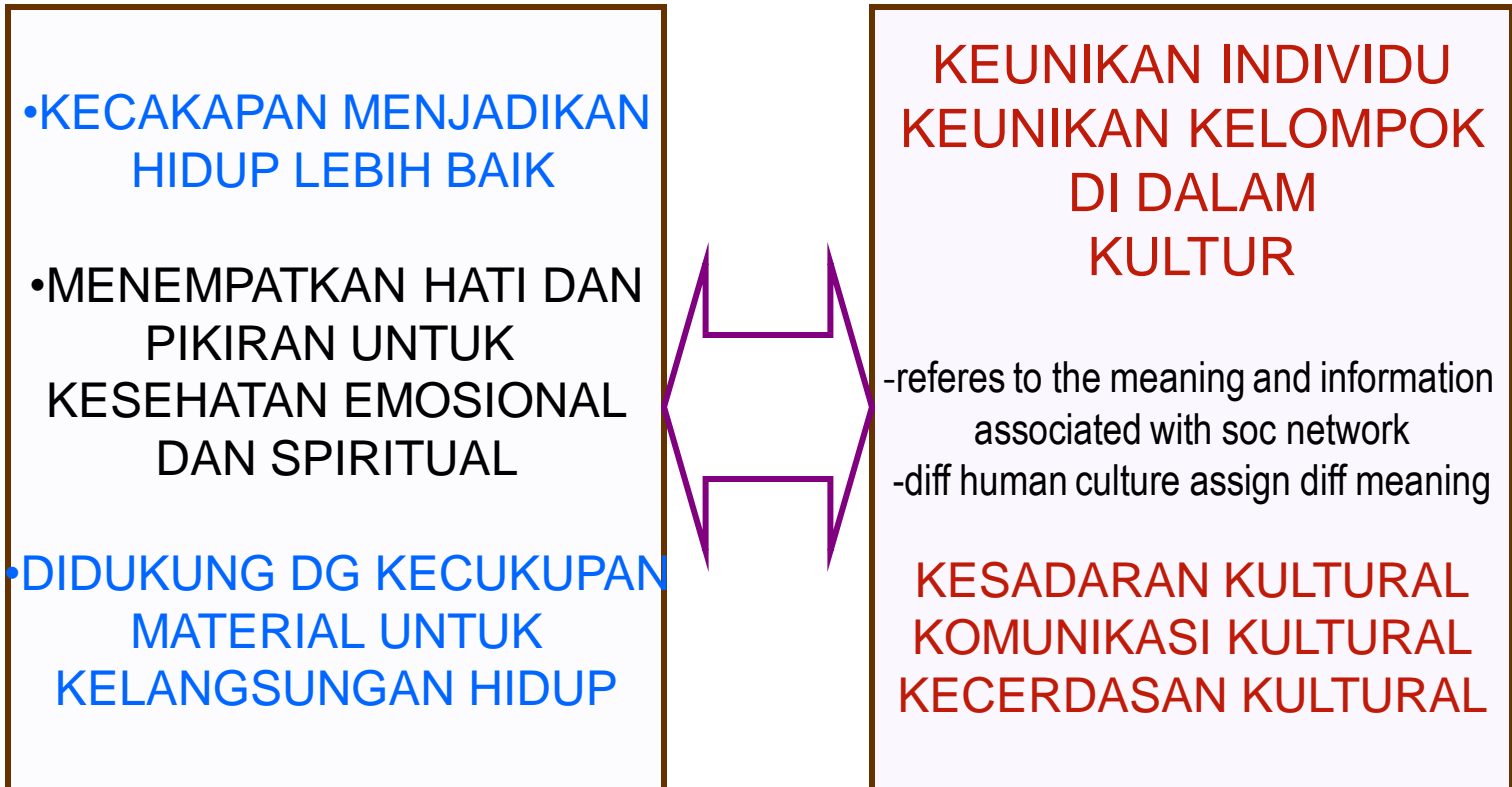 •KECAKAPAN MENJADIKAN
HIDUP LEBIH BAIK
•MENEMPATKAN HATI DAN
PIKIRAN UNTUK
KESEHATAN EMOSIONAL
DAN SPIRITUAL
•DIDUKUNG DG KECUKUPAN
MATERIAL UNTUK
KELANGSUNGAN HIDUP
KEUNIKAN INDIVIDU
KEUNIKAN KELOMPOK
DI DALAM
KULTUR
-referes to the meaning and information
associated with soc network
-diff human culture assign diff meaning
KESADARAN KULTURAL
KOMUNIKASI KULTURAL
KECERDASAN KULTURAL